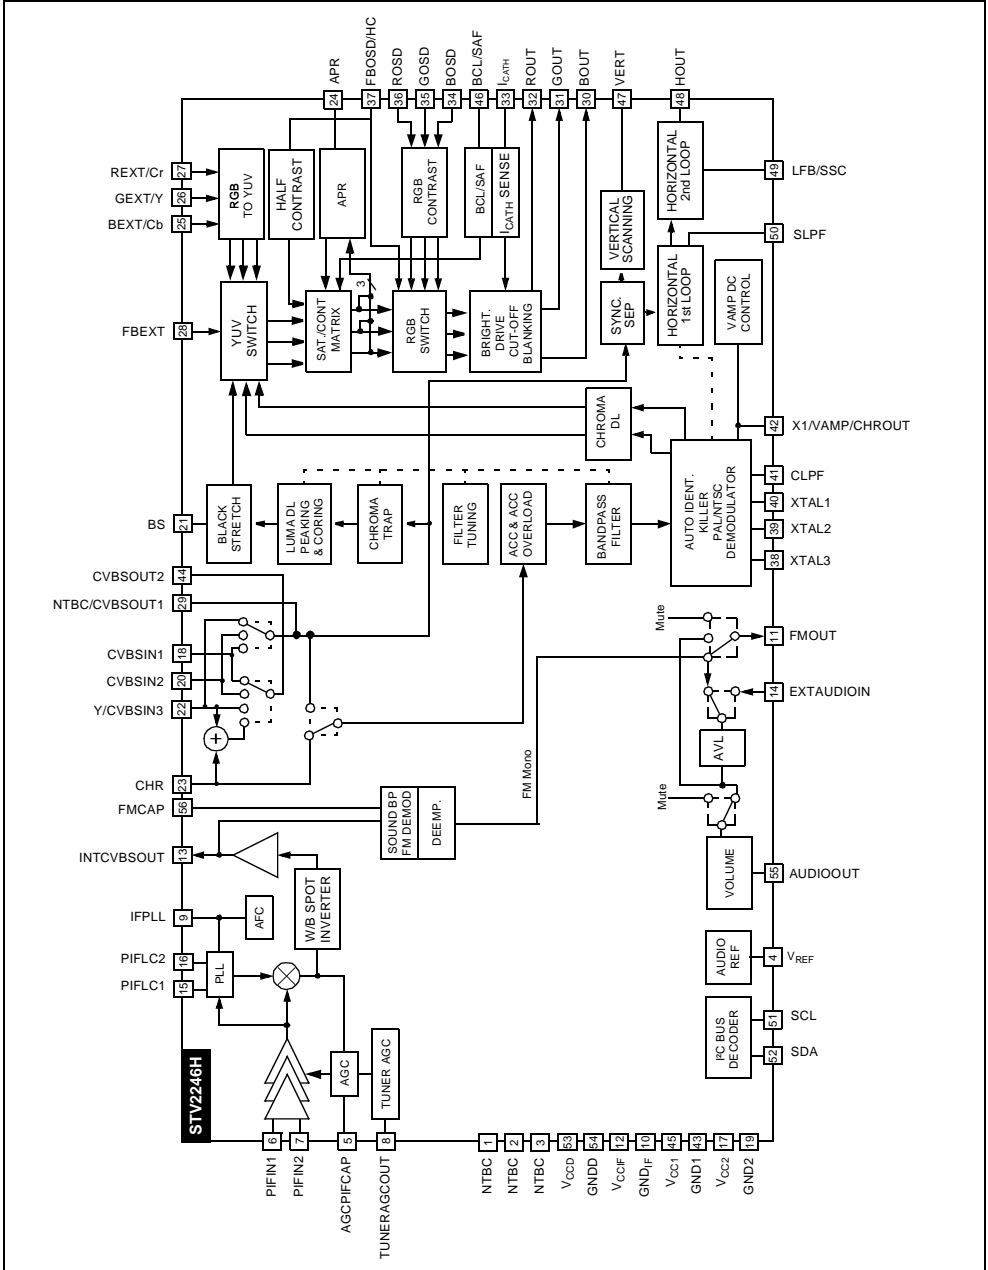 APR
FBOSD/HC
ROSD
GOSD
BOSD
BCL/SAF
ICATH
ROUT
GOUT
BOUT
VERT
HOUT
24
37
36
35
34
46
33
32
31
30
47
48
REXT/Cr
27
GEXT/Y
26
BEXT/Cb
25
RGB
TO YUV
HALF
CONTRAST
APR
RGB
CONTRAST
BCL/SAF
ICATH SENSE
VERTICAL
SCANNING
HORIZONTAL
2nd LOOP
49
LFB/SSC
50
SLPF
FBEXT
28
YUV
SWITCH
SAT./CONT
MATRIX
3
RGB
SWITCH
BRIGHT.
DRIVE
CUT-OFF
BLANKING
SYNC.
SEP
HORIZONTAL
1st LOOP
VAMP DC
CONTROL
CHROMA
DL
42
X1/VAMP/CHROUT
41
CLPF
40
XTAL1
39
XTAL2
38
XTAL3
BS
21
BLACK
STRETCH
LUMA DL
PEAKING
& CORING
CHROMA
TRAP
FILTER
TUNING
ACC & ACC
OVERLOAD
BANDPASS
FILTER
AUTO IDENT.
KILLER
PAL/NTSC
DEMODULATOR
CVBSOUT2
44
NTBC/CVBSOUT1
29
CVBSIN1
18
CVBSIN2
20
Y/CVBSIN3
22
+
CHR
23
FMCAP
56
INTCVBSOUT
13
SOUND BP
FM DEMOD
DEEMP.
FM Mono
Mute
11
FMOUT
14
EXTAUDIOIN
AVL
Mute
VOLUME
55
AUDIOOUT
IFPLL
9
AFC
W/B SPOT
INVERTER
PIFLC2
16
PIFLC1
15
PLL
AUDIO
REF
4
VREF
I²C BUS
DECODER
51
SCL
52
SDA
STV2246H
AGC
TUNER AGC
6
7
5
8
1
2
3
53
54
12
10
45
43
17
19
PIFIN1
PIFIN2
AGCPIFCAP
TUNERAGCOUT
NTBC
NTBC
NTBC
VCCD
GNDD
VCCIF
GNDIF
VCC1
GND1
VCC2
GND2